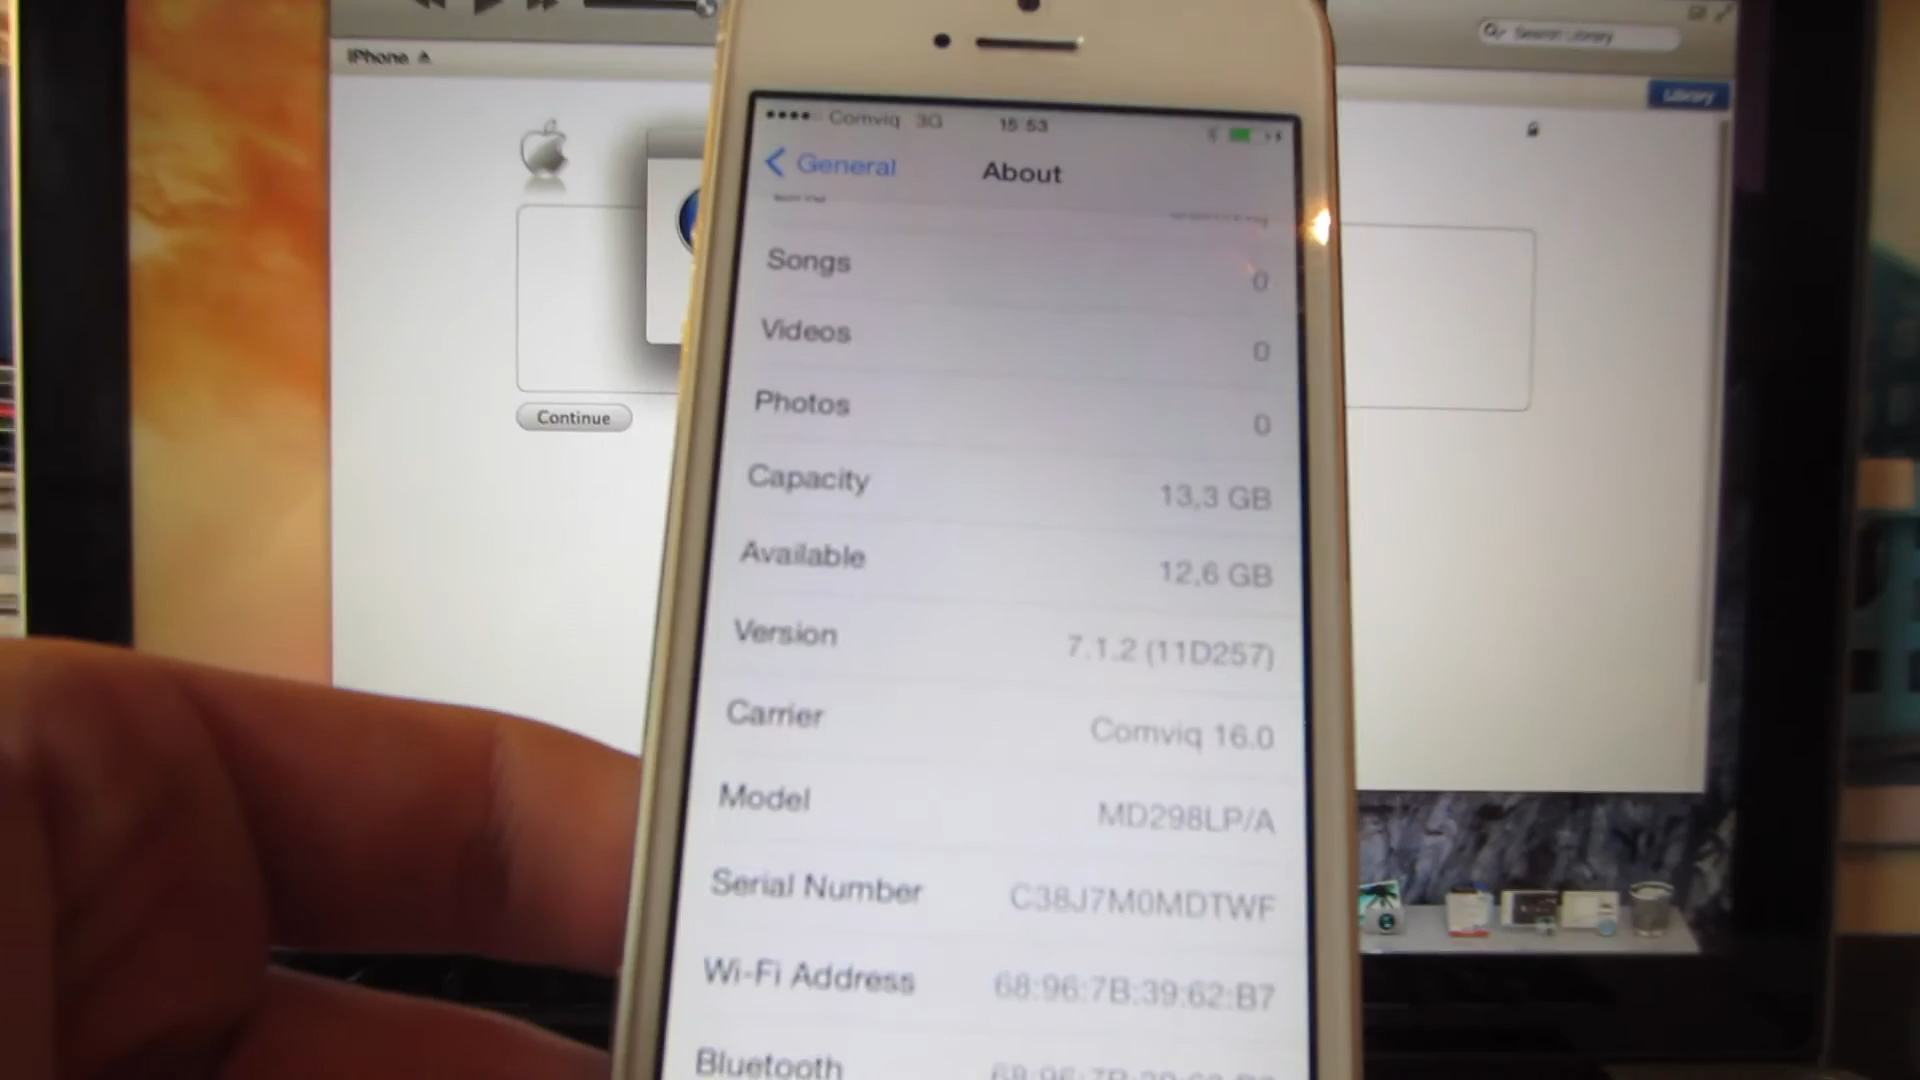 iPhone
Search Library
Library
Comviq 3G 15:53
General About
Songs 0
Videos 0
Photos 0
Capacity 13,3 GB
Available 12,6 GB
Version 7.1.2 (11D257)
Carrier Comviq 16.0
Model MD298LP/A
Serial Number C38J7M0MDTWF
Wi-Fi Address 68:96:7B:39:62:B7
Bluetooth
Continue